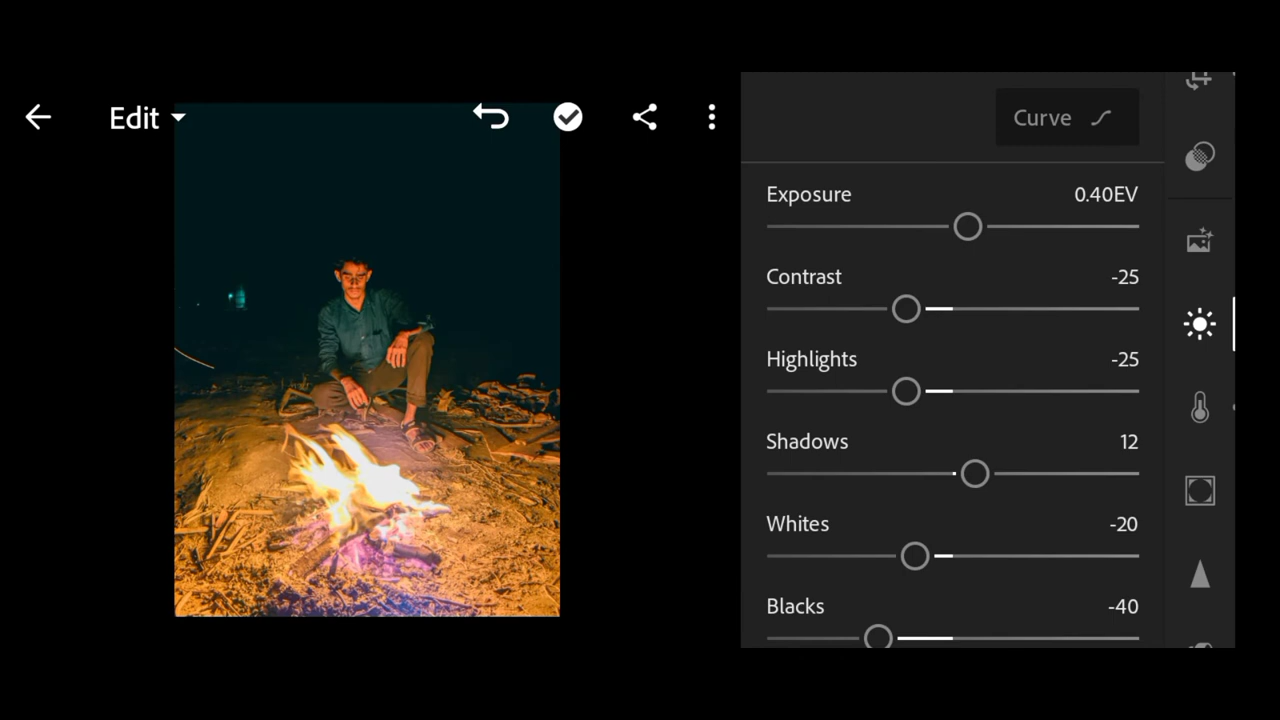 Edit
Curve
Exposure 0.40EV
Contrast -25
Highlights -25
Shadows 12
Whites -20
Blacks -40